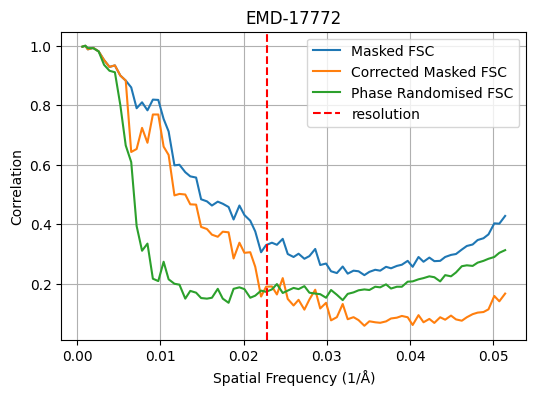 EMD-17772
Masked FSC
Corrected Masked FSC
Phase Randomised FSC
resolution
Correlation
1.0
0.8
0.6
0.4
0.2
0.00 0.01 0.02 0.03 0.04 0.05
Spatial Frequency (1/Å)